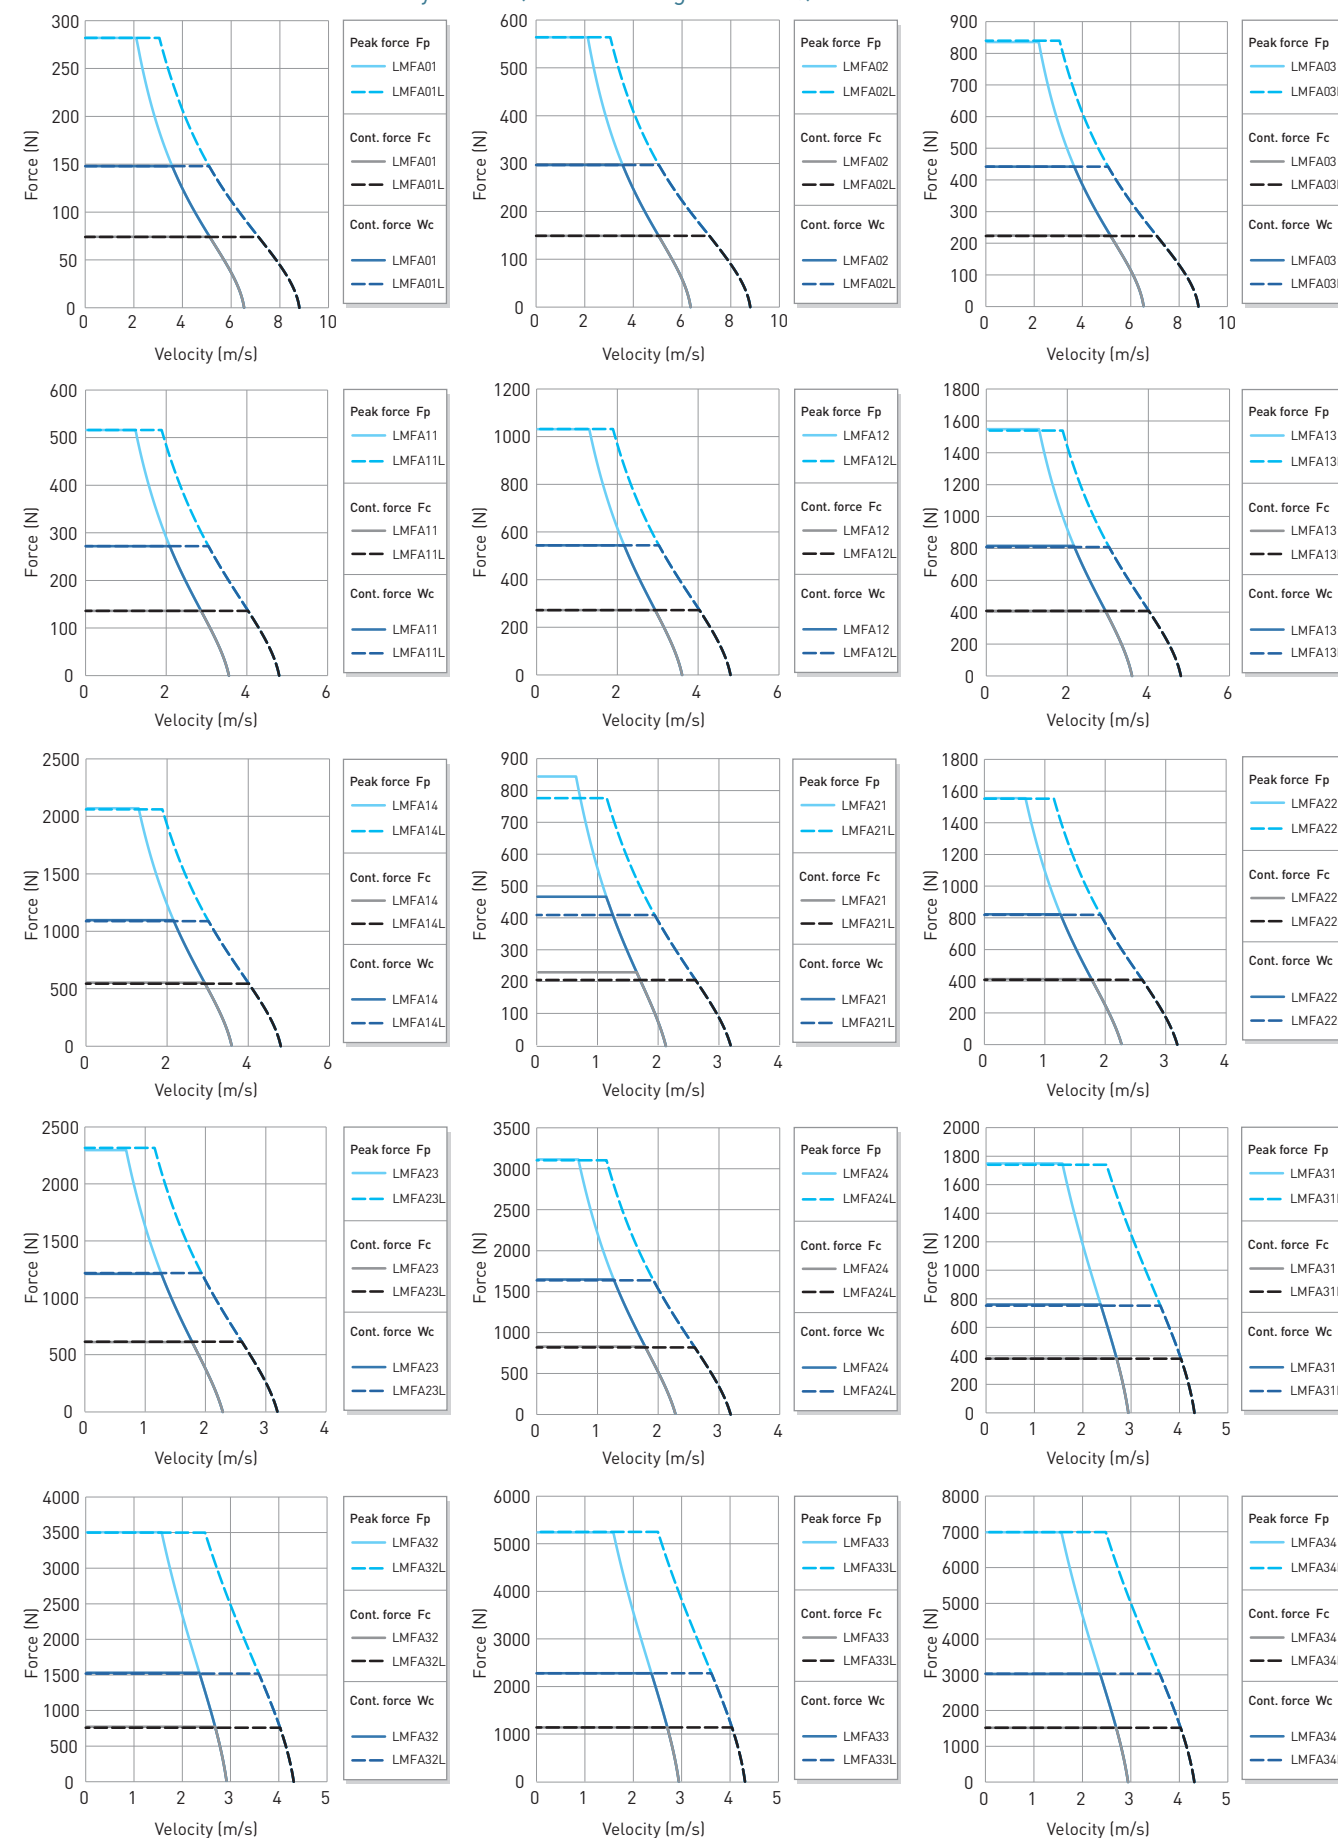 300
250
200
150
100
50
0
Force (N)
0 2 4 6 8 10
Velocity (m/s)
Peak force Fp
LMFA01
LMFA01L
Cont. force Fc
LMFA01
LMFA01L
Cont. force Wc
LMFA01
LMFA01L
600
500
400
300
200
100
0
Force (N)
0 2 4 6 8 10
Velocity (m/s)
Peak force Fp
LMFA02
LMFA02L
Cont. force Fc
LMFA02
LMFA02L
Cont. force Wc
LMFA02
LMFA02L
900
800
700
600
500
400
300
200
100
0
Force (N)
0 2 4 6 8 10
Velocity (m/s)
Peak force Fp
LMFA03
LMFA03L
Cont. force Fc
LMFA03
LMFA03L
Cont. force Wc
LMFA03
LMFA03L
600
500
400
300
200
100
0
Force (N)
0 2 4 6
Velocity (m/s)
Peak force Fp
LMFA11
LMFA11L
Cont. force Fc
LMFA11
LMFA11L
Cont. force Wc
LMFA11
LMFA11L
1200
1000
800
600
400
200
0
Force (N)
0 2 4 6
Velocity (m/s)
Peak force Fp
LMFA12
LMFA12L
Cont. force Fc
LMFA12
LMFA12L
Cont. force Wc
LMFA12
LMFA12L
1800
1600
1400
1200
1000
800
600
400
200
0
Force (N)
0 2 4 6
Velocity (m/s)
Peak force Fp
LMFA13
LMFA13L
Cont. force Fc
LMFA13
LMFA13L
Cont. force Wc
LMFA13
LMFA13L
2500
2000
1500
1000
500
0
Force (N)
0 2 4 6
Velocity (m/s)
Peak force Fp
LMFA14
LMFA14L
Cont. force Fc
LMFA14
LMFA14L
Cont. force Wc
LMFA14
LMFA14L
900
800
700
600
500
400
300
200
100
0
Force (N)
0 1 2 3 4
Velocity (m/s)
Peak force Fp
LMFA21
LMFA21L
Cont. force Fc
LMFA21
LMFA21L
Cont. force Wc
LMFA21
LMFA21L
1800
1600
1400
1200
1000
800
600
400
200
0
Force (N)
0 1 2 3 4
Velocity (m/s)
Peak force Fp
LMFA22
LMFA22
Cont. force Fc
LMFA22
LMFA22
Cont. force Wc
LMFA22
LMFA22
2500
2000
1500
1000
500
0
Force (N)
0 1 2 3 4
Velocity (m/s)
Peak force Fp
LMFA23
LMFA23L
Cont. force Fc
LMFA23
LMFA23L
Cont. force Wc
LMFA23
LMFA23L
3500
3000
2500
2000
1500
1000
500
0
Force (N)
0 1 2 3 4
Velocity (m/s)
Peak force Fp
LMFA24
LMFA24L
Cont. force Fc
LMFA24
LMFA24L
Cont. force Wc
LMFA24
LMFA24L
2000
1800
1600
1400
1200
1000
800
600
400
200
0
Force (N)
0 1 2 3 4 5
Velocity (m/s)
Peak force Fp
LMFA31
LMFA31L
Cont. force Fc
LMFA31
LMFA31L
Cont. force Wc
LMFA31
LMFA31L
4000
3500
3000
2500
2000
1500
1000
500
0
Force (N)
0 1 2 3 4 5
Velocity (m/s)
Peak force Fp
LMFA32
LMFA32L
Cont. force Fc
LMFA32
LMFA32L
Cont. force Wc
LMFA32
LMFA32L
6000
5000
4000
3000
2000
1000
0
Force (N)
0 1 2 3 4 5
Velocity (m/s)
Peak force Fp
LMFA33
LMFA33L
Cont. force Fc
LMFA33
LMFA33L
Cont. force Wc
LMFA33
LMFA33L
8000
7000
6000
5000
4000
3000
2000
1000
0
Force (N)
0 1 2 3 4 5
Velocity (m/s)
Peak force Fp
LMFA34
LMFA34L
Cont. force Fc
LMFA34
LMFA34L
Cont. force Wc
LMFA34
LMFA34L